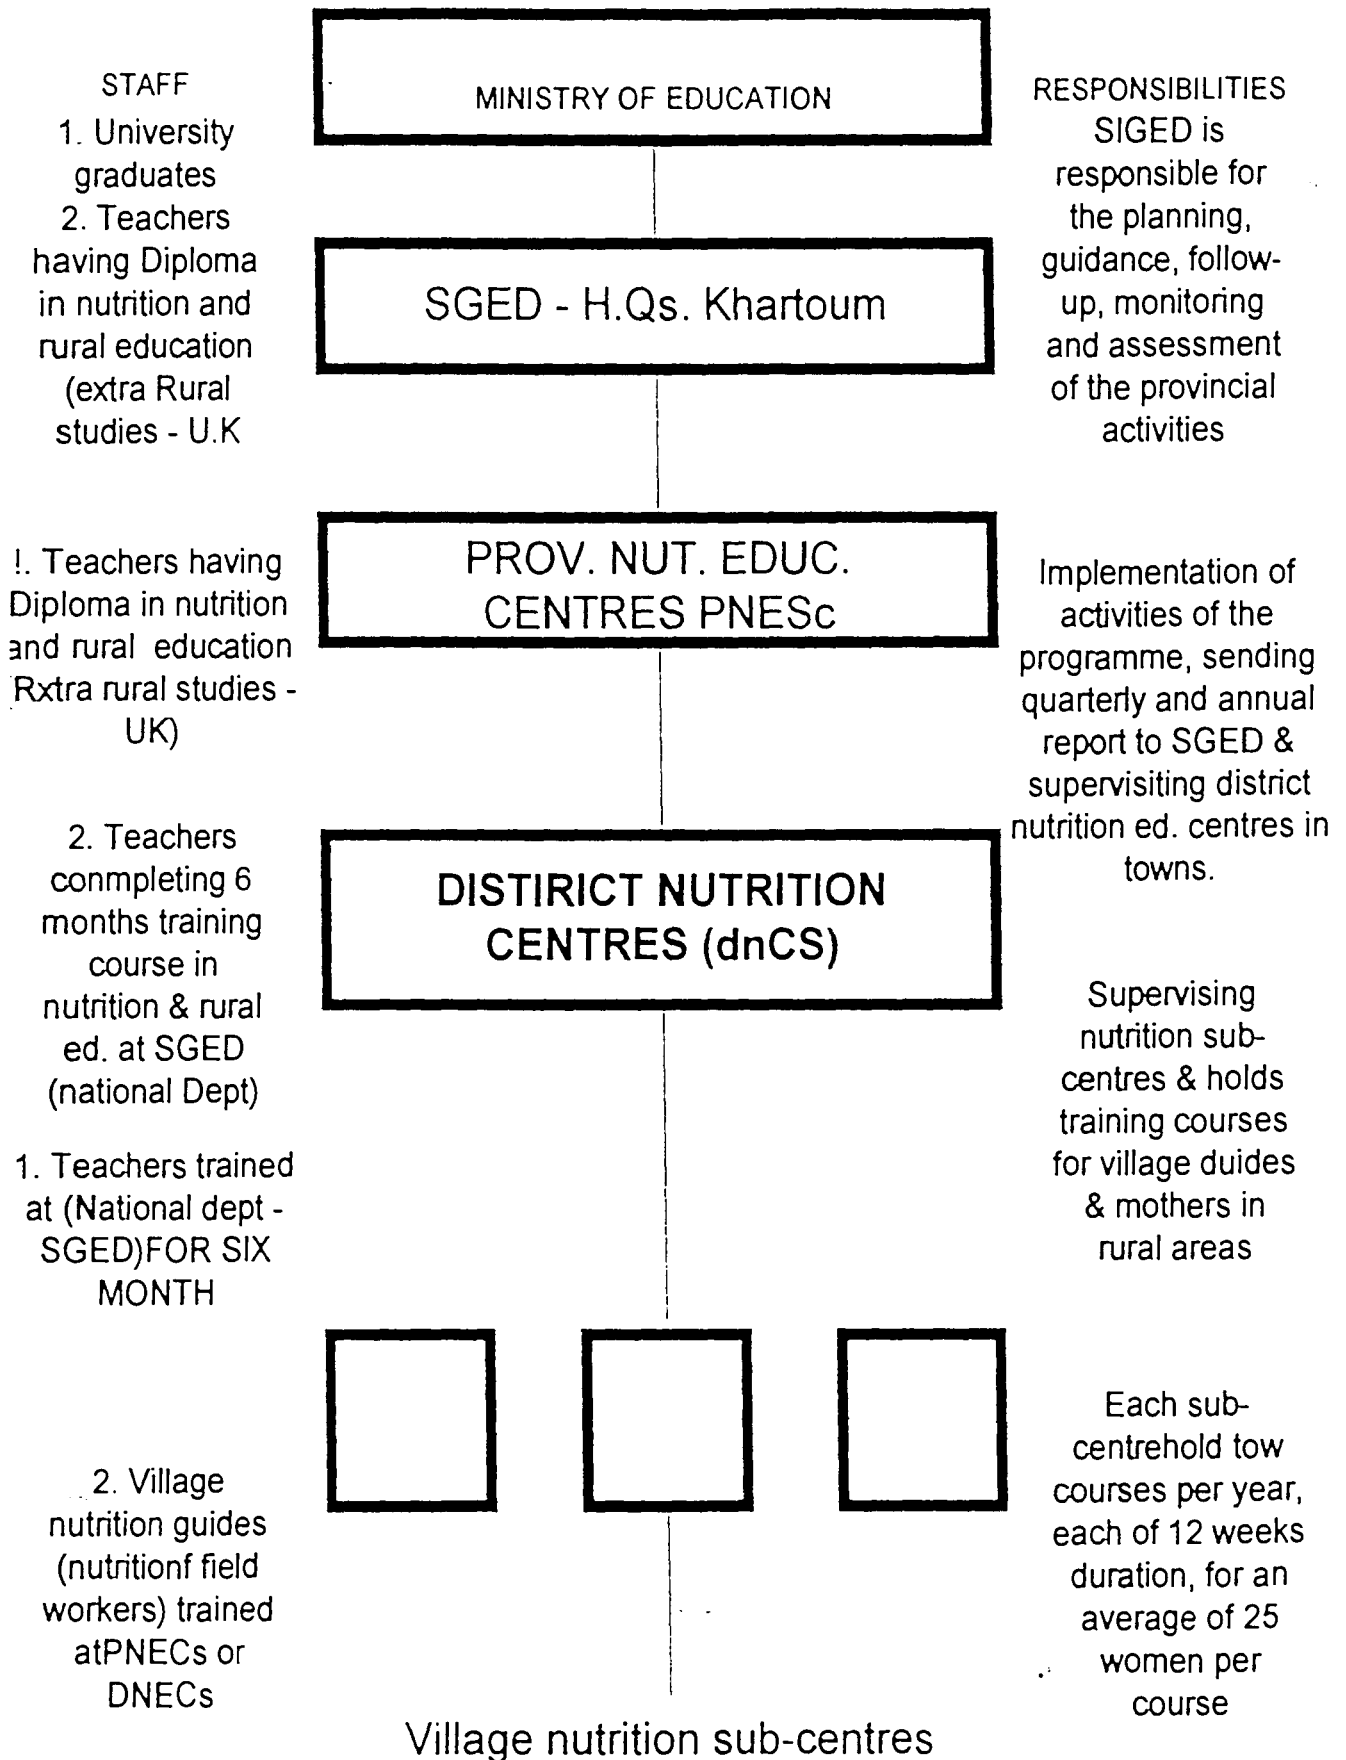 STAFF
1. University
graduates
2. Teachers
having Diploma
in nutrition and
rural education
(extra Rural
studies - U.K
!. Teachers having
Diploma in nutrition
and rural education
Rxtra rural studies -
UK)
2. Teachers
conmpleting 6
months training
course in
nutrition & rural
ed. at SGED
(national Dept)
1. Teachers trained
at (National dept -
SGED)FOR SIX
MONTH
2. Village
nutrition guides
(nutritionf field
workers) trained
atPNECs or
DNECs
MINISTRY OF EDUCATION
SGED - H.Qs. Khartoum
PROV. NUT. EDUC.
CENTRES PNESc
DISTIRICT NUTRITION
CENTRES (dnCS)
Village nutrition sub-centres
RESPONSIBILITIES
SIGED is
responsible for
the planning,
guidance, follow-
up, monitoring
and assessment
of the provincial
activities
Implementation of
activities of the
programme, sending
quarterly and annual
report to SGED &
supervisiting district
nutrition ed. centres in
towns.
Supervising
nutrition sub-
centres & holds
training courses
for village duides
& mothers in
rural areas
Each sub-
centrehold tow
courses per year,
each of 12 weeks
duration, for an
average of 25
women per
course